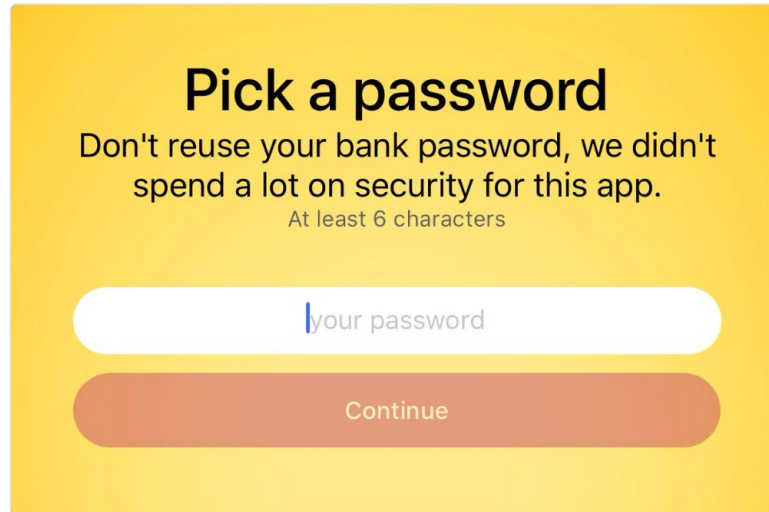 Pick a password
Don't reuse your bank password, we didn't
spend a lot on security for this app.
At least 6 characters
your password
Continue